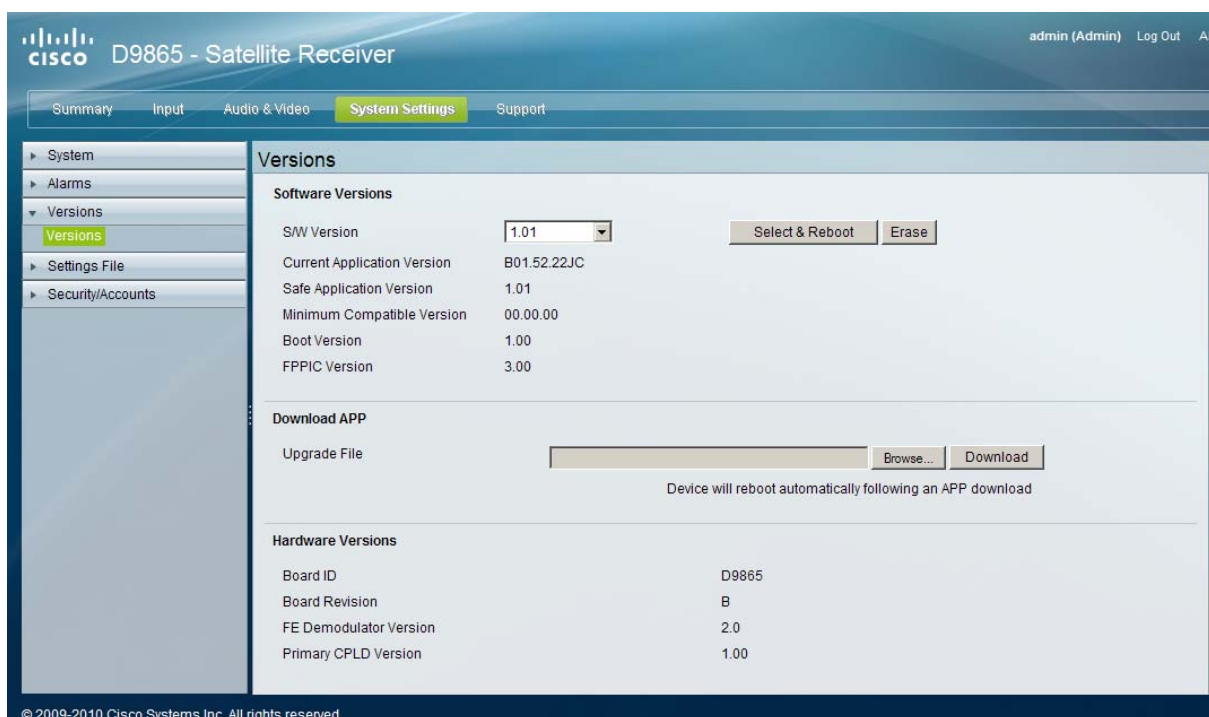 admin (Admin) Log Out A
CISCO D9865 - Satellite Receiver
Summary Input Audio & Video System Settings Support
System
Alarms
Versions
Versions
Settings File
Security/Accounts
Versions
Software Versions
S/W Version 1.01 Select & Reboot Erase
Current Application Version B01.52.22JC
Safe Application Version 1.01
Minimum Compatible Version 00.00.00
Boot Version 1.00
FPPIC Version 3.00
Download APP
Upgrade File Browse... Download
Device will reboot automatically following an APP download
Hardware Versions
Board ID D9865
Board Revision B
FE Demodulator Version 2.0
Primary CPLD Version 1.00
© 2009-2010 Cisco Systems Inc. All rights reserved